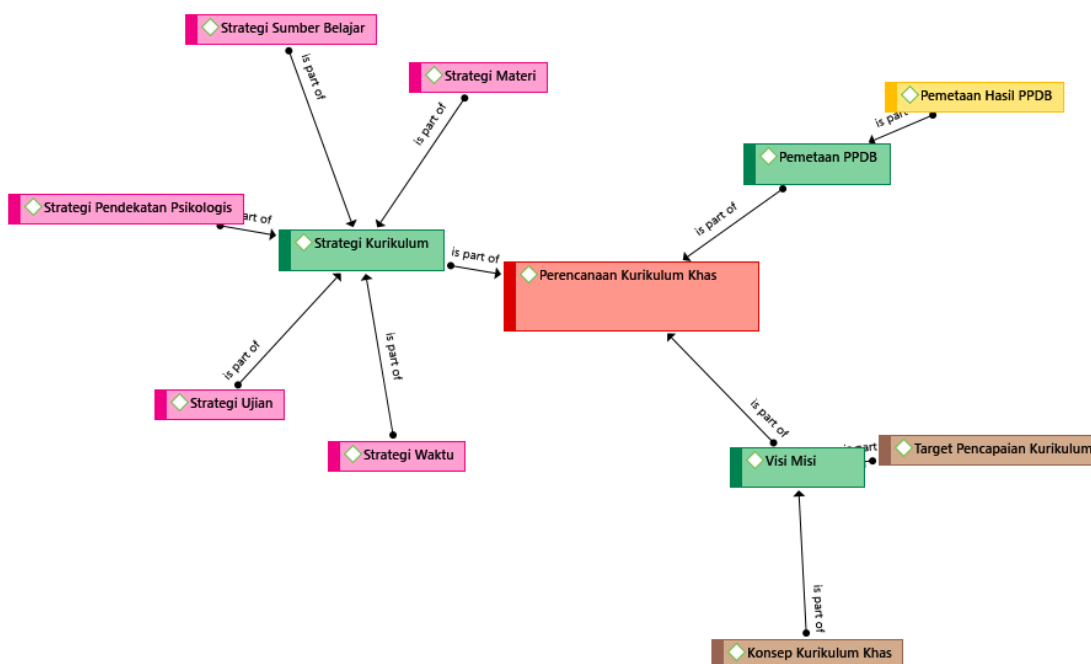 Strategi Sumber Belajar
is part of
Strategi Materi
is part of
Pemetaan Hasil PPDB
is par
Pemetaan PPDB
is part of
Strategi Pendekatan Psikologis
part of
Strategi Kurikulum
is part of
Perencanaan Kurikulum Khas
is part of
is part of
Strategi Ujian
Strategi Waktu
is part of
Visi Misi
is part
Target Pencapaian Kurikulum
is part of
Konsep Kurikulum Khas